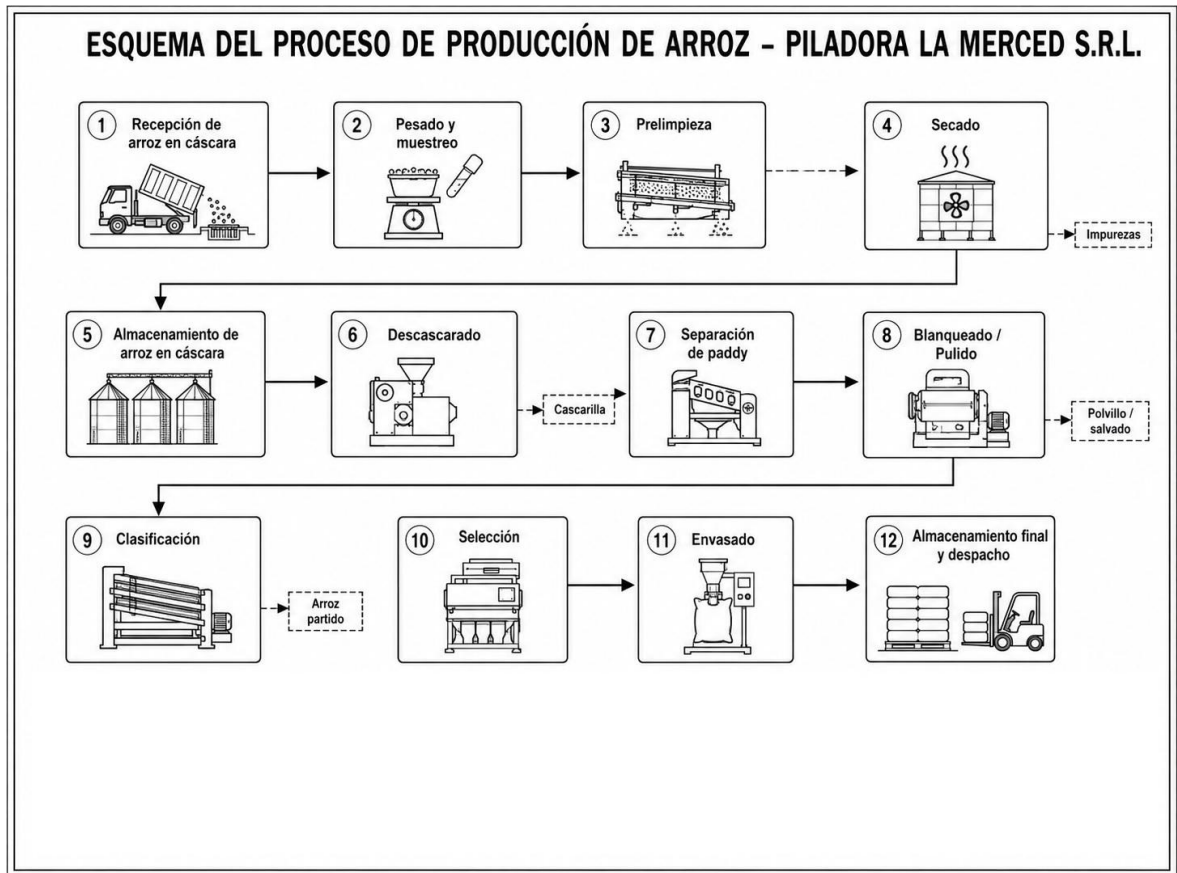 ESQUEMA DEL PROCESO DE PRODUCCIÓN DE ARROZ – PILADORA LA MERCED S.R.L.
1
Recepción de
arroz en cáscara
2
Pesado y
muestreo
3
Prelimpieza
4
Secado
Impurezas
5
Almacenamiento de
arroz en cáscara
6
Descascarado
Cascarilla
7
Separación
de paddy
8
Blanqueado /
Pulido
Polvillo /
salvado
9
Clasificación
Arroz
partido
10
Selección
11
Envasado
12
Almacenamiento final
y despacho